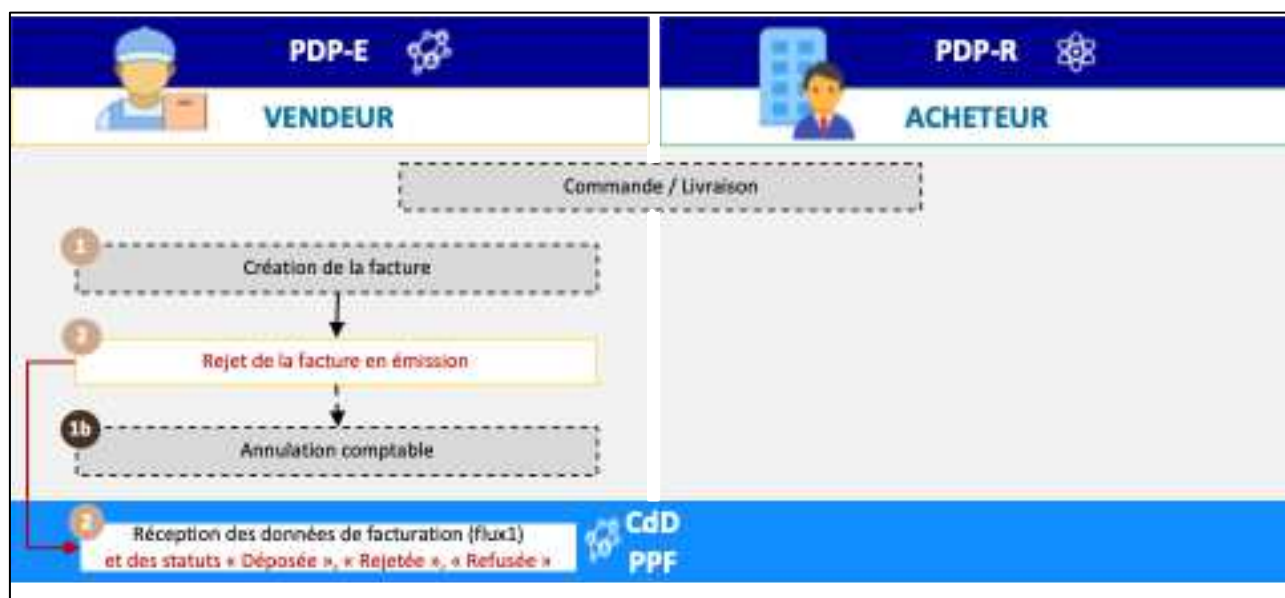 PDP-E
PDP-R
VENDEUR
ACHETEUR
Commande / Livraison
1
Création de la facture
2
Rejet de la facture en émission
1b
Annulation comptable
2
Réception des données de facturation (flux1)
et des statuts « Déposée », « Rejetée », « Refusée »
CdD
PPF